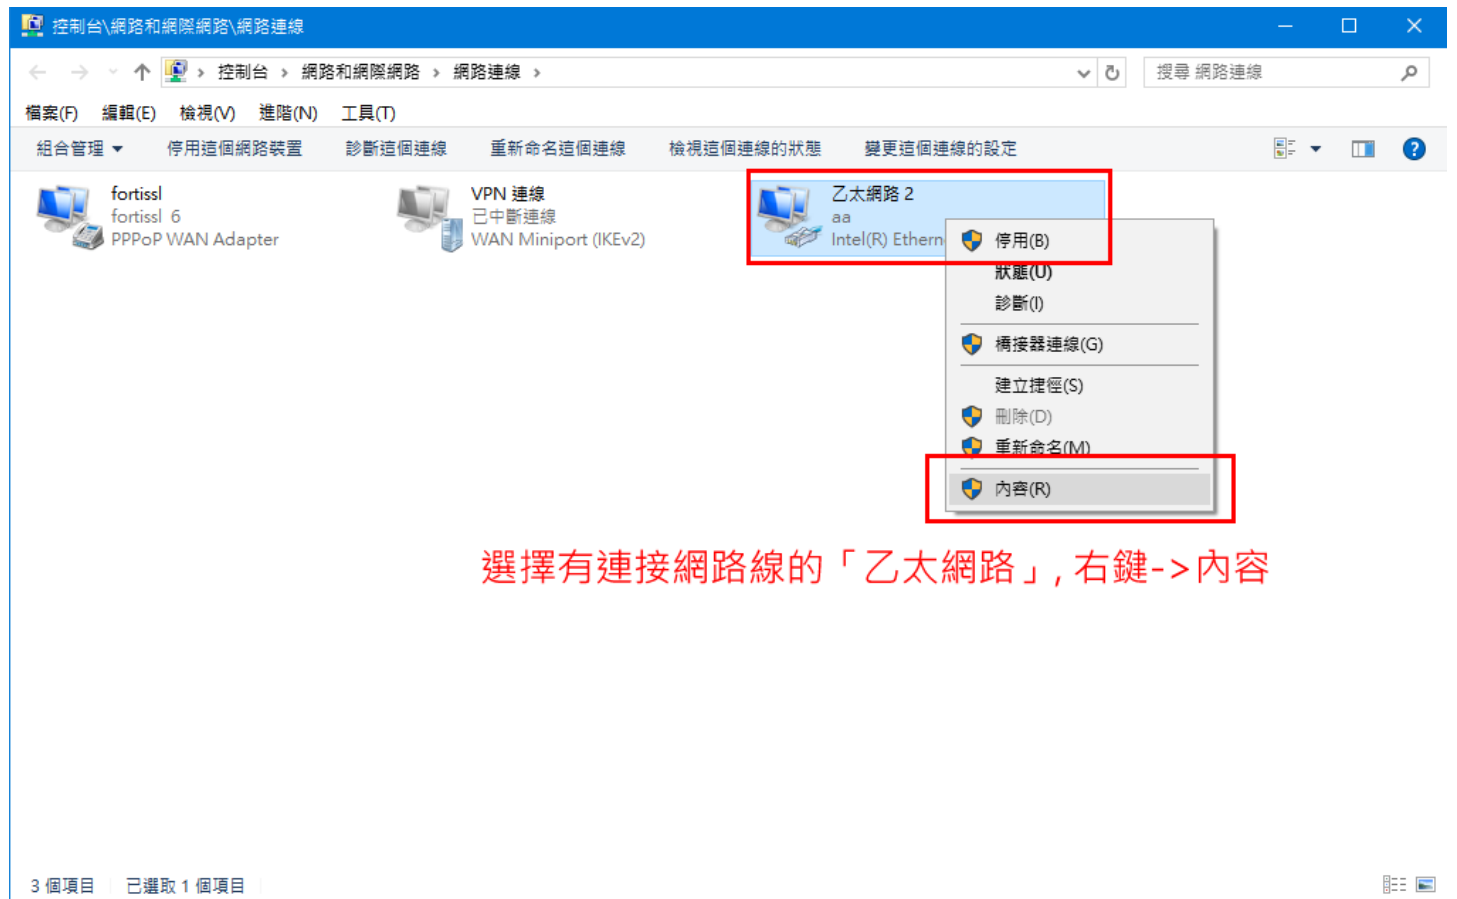 控制台\網路和網際網路\網路連線
控制台 > 網路和網際網路 > 網路連線 >
搜尋 網路連線
檔案(F) 編輯(E) 檢視(V) 進階(N) 工具(T)
組合管理 停用這個網路裝置 診斷這個連線 重新命名這個連線 檢視這個連線的狀態 變更這個連線的設定
fortissl
fortissl 6
PPPoP WAN Adapter
VPN 連線
已中斷連線
WAN Miniport (IKEv2)
乙太網路 2
aa
Intel(R) Ethern
停用(B)
狀態(U)
診斷(I)
橋接器連線(G)
建立捷徑(S)
刪除(D)
重新命名(M)
內容(R)
選擇有連接網路線的「乙太網路」, 右鍵->內容
3 個項目 已選取 1 個項目